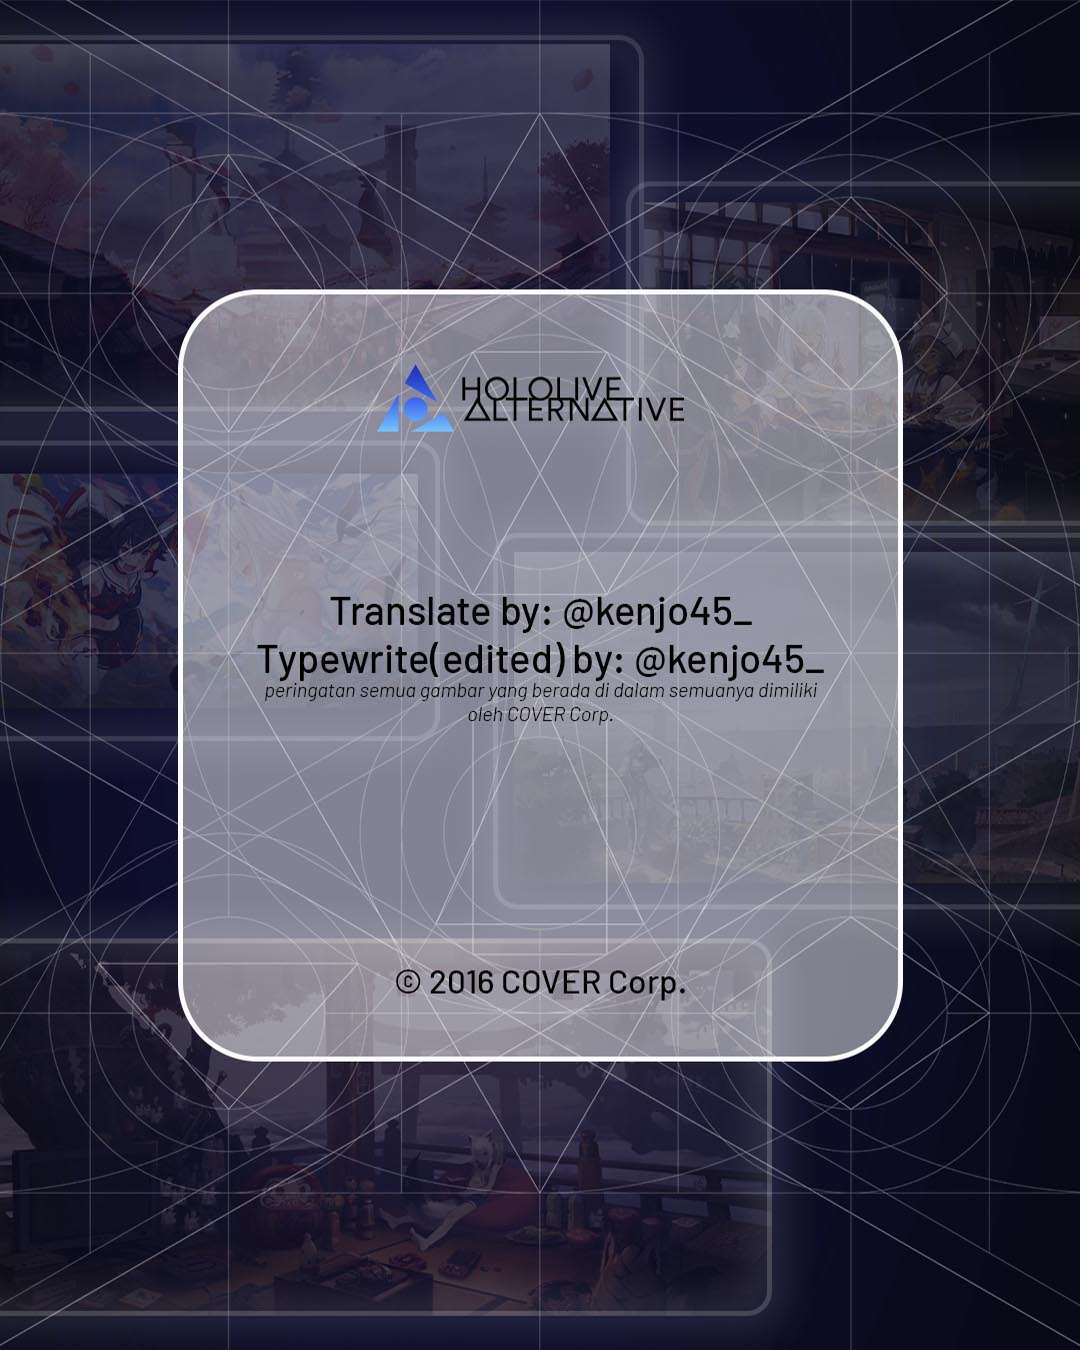 HOLOLIVE
ALTERNATIVE
Translate by: @kenjo45_
Typewrite(edited) by: @kenjo45_
peringatan semua gambar yang berada di dalam semuanya dimiliki
oleh COVER Corp.
© 2016 COVER Corp.